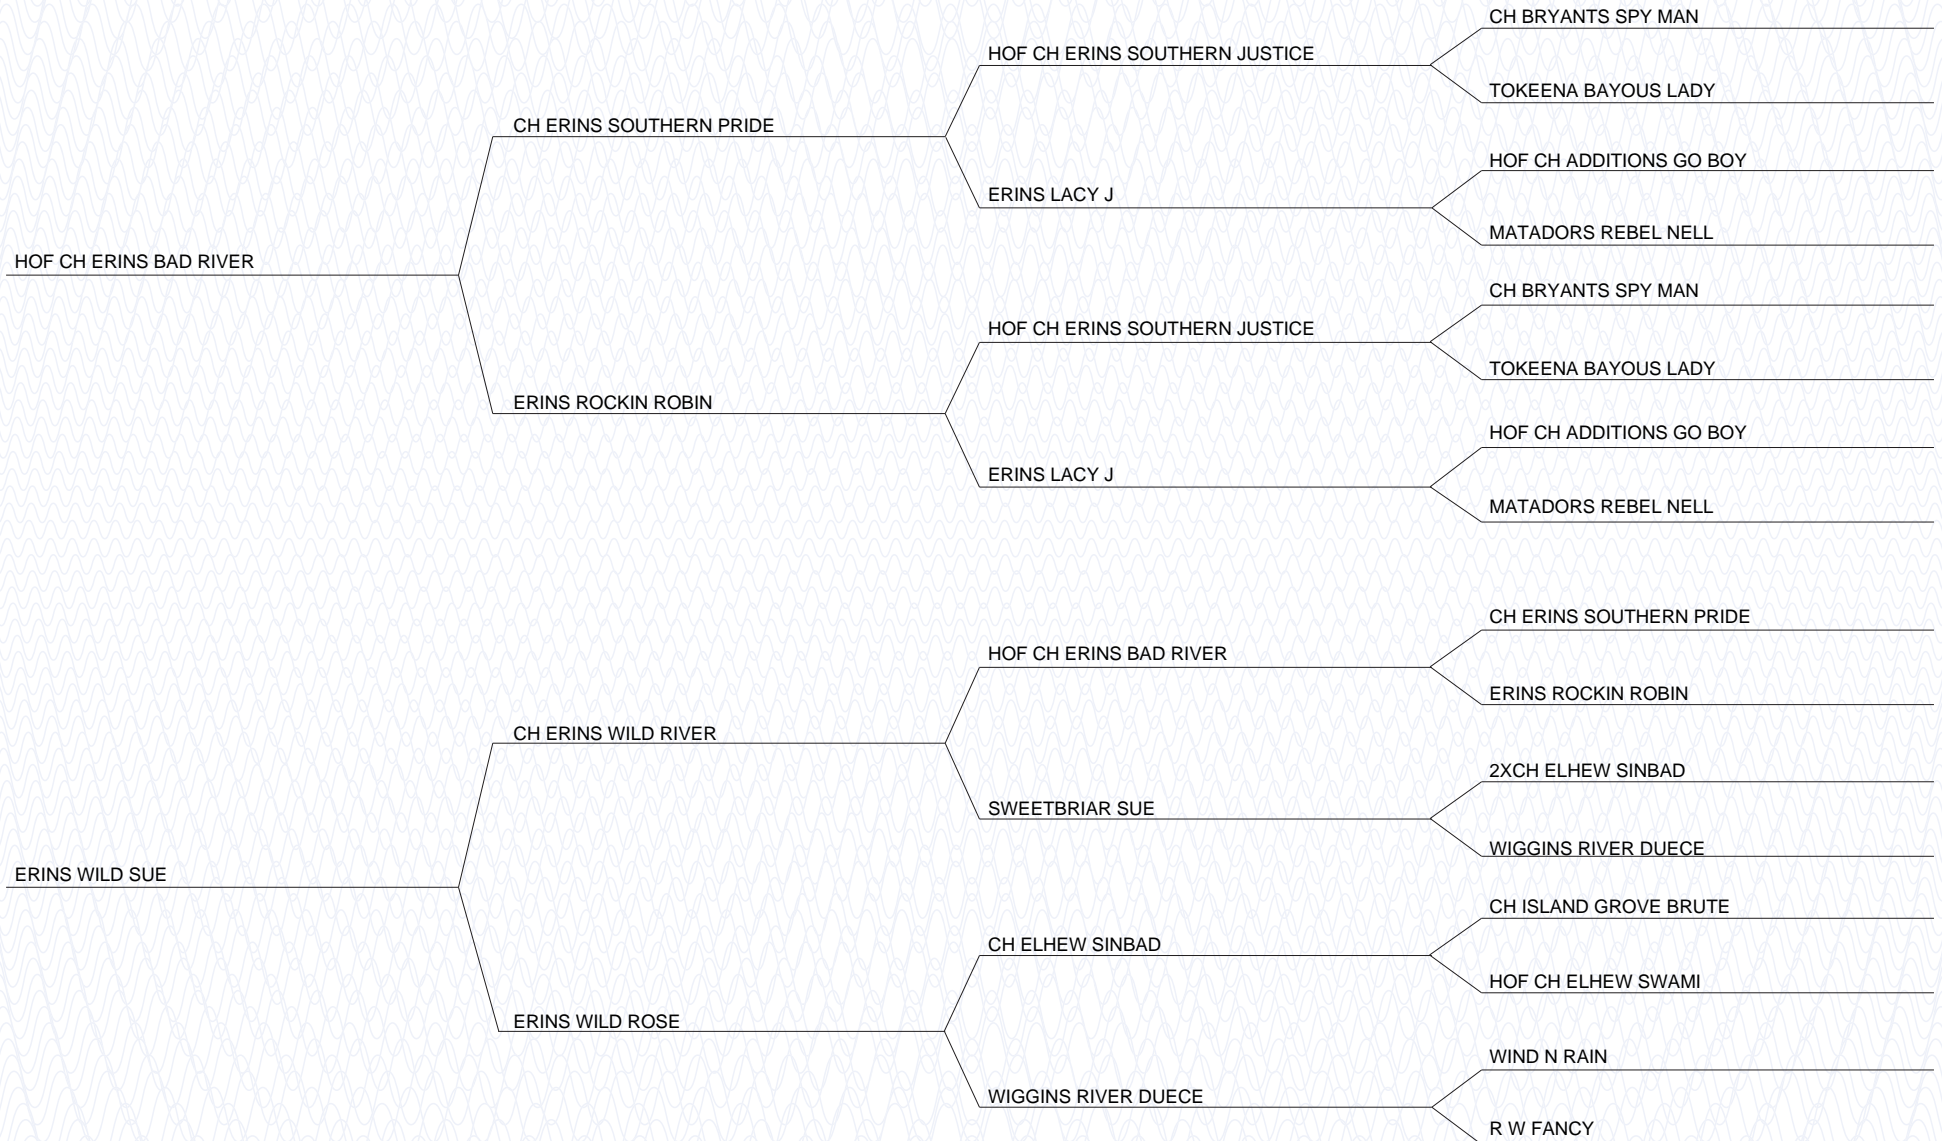 CH BRYANTS SPY MAN
HOF CH ERINS SOUTHERN JUSTICE
TOKEENA BAYOUS LADY
CH ERINS SOUTHERN PRIDE
HOF CH ADDITIONS GO BOY
ERINS LACY J
MATADORS REBEL NELL
HOF CH ERINS BAD RIVER
CH BRYANTS SPY MAN
HOF CH ERINS SOUTHERN JUSTICE
TOKEENA BAYOUS LADY
ERINS ROCKIN ROBIN
HOF CH ADDITIONS GO BOY
ERINS LACY J
MATADORS REBEL NELL
CH ERINS SOUTHERN PRIDE
HOF CH ERINS BAD RIVER
ERINS ROCKIN ROBIN
CH ERINS WILD RIVER
2XCH ELHEW SINBAD
SWEETBRIAR SUE
WIGGINS RIVER DUECE
ERINS WILD SUE
CH ISLAND GROVE BRUTE
CH ELHEW SINBAD
HOF CH ELHEW SWAMI
ERINS WILD ROSE
WIND N RAIN
WIGGINS RIVER DUECE
R W FANCY